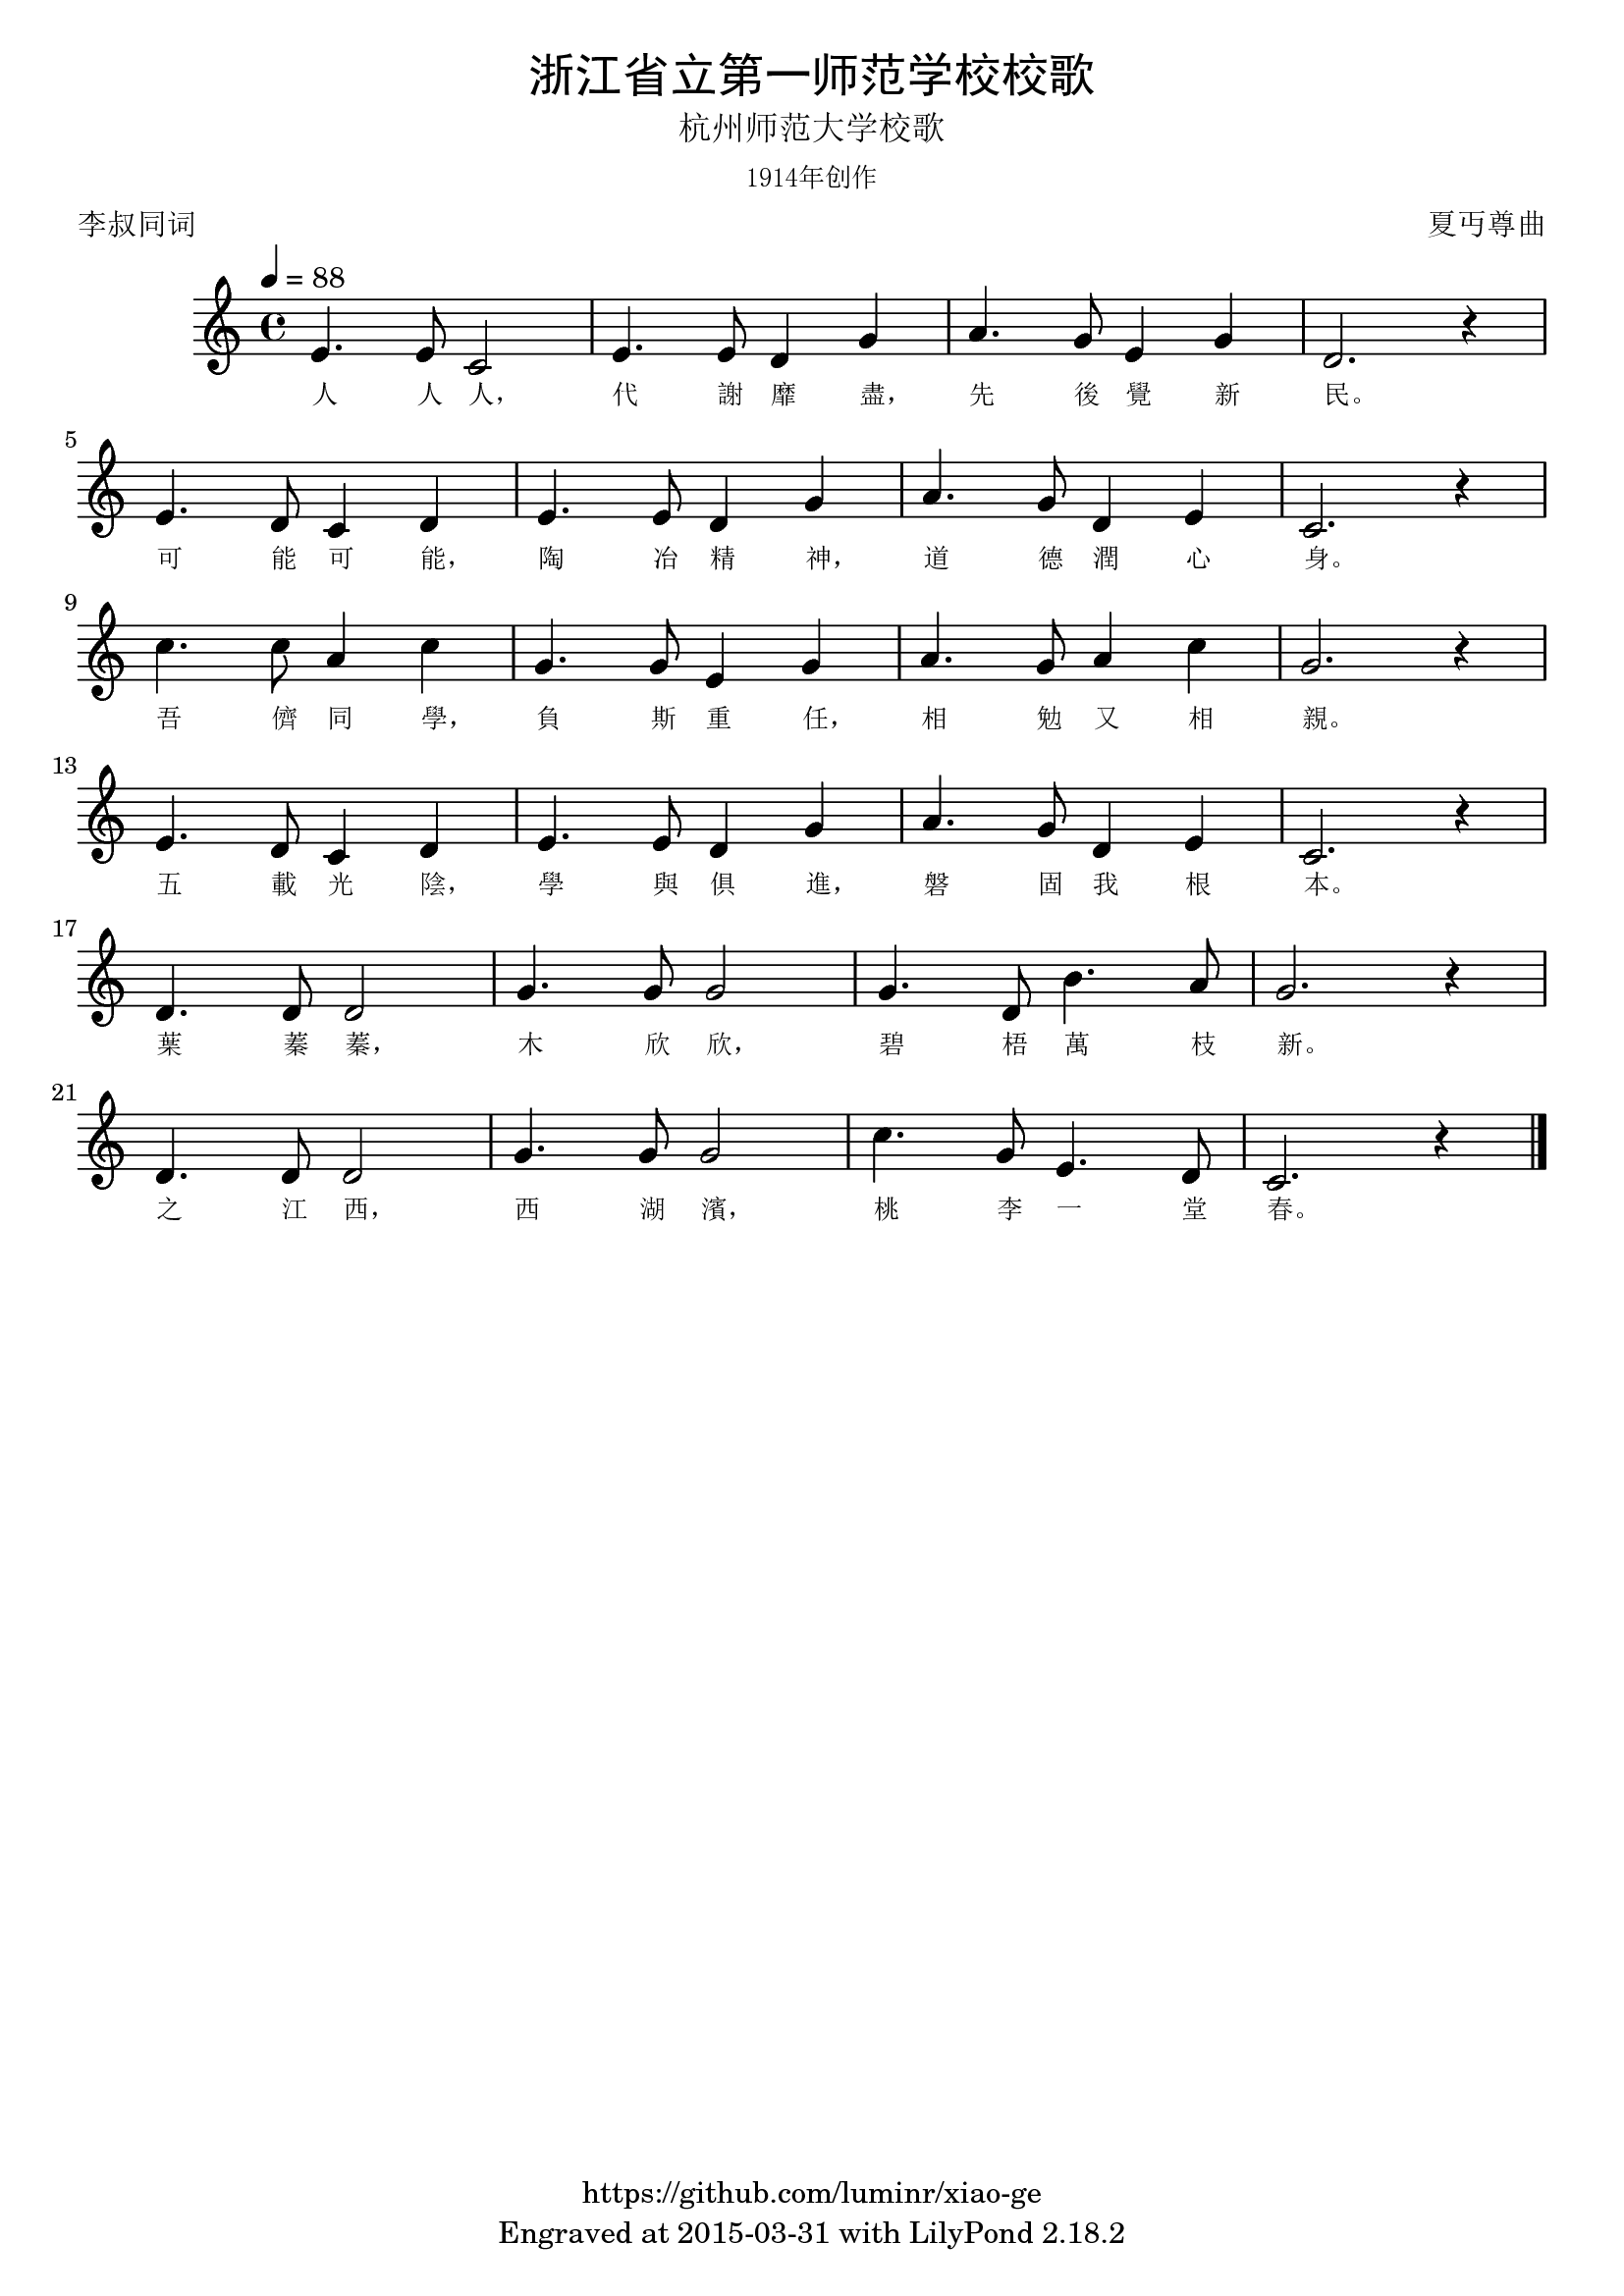 浙江省立第一师范学校校歌
杭州师范大学校歌
1914年创作
李叔同词 夏丏尊曲
= 88
人 人 人， 代 謝 靡 盡， 先 後 覺 新 民。
5
可 能 可 能， 陶 冶 精 神， 道 德 潤 心 身。
9
吾 儕 同 學， 負 斯 重 任， 相 勉 又 相 親。
13
五 載 光 陰， 學 與 俱 進， 磐 固 我 根 本。
17
葉 蓁 蓁， 木 欣 欣， 碧 梧 萬 枝 新。
21
之 江 西， 西 湖 濱， 桃 李 一 堂 春。
https://github.com/luminr/xiao-ge
Engraved at 2015-03-31 with LilyPond 2.18.2